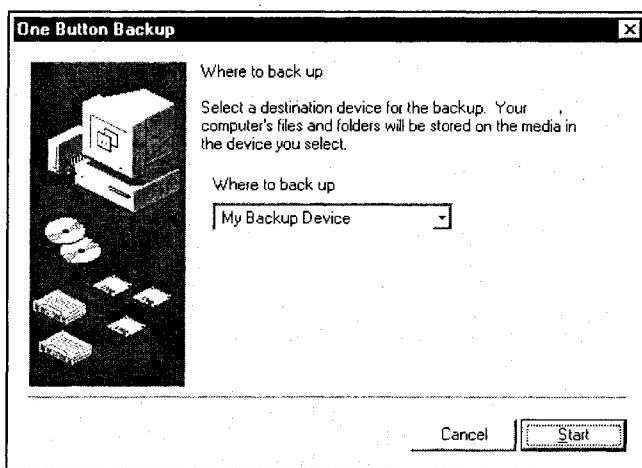 One Button Backup
Where to back up
Select a destination device for the backup. Your
computer's files and folders will be stored on the media in
the device you select.
Where to back up
My Backup Device
Cancel
Start